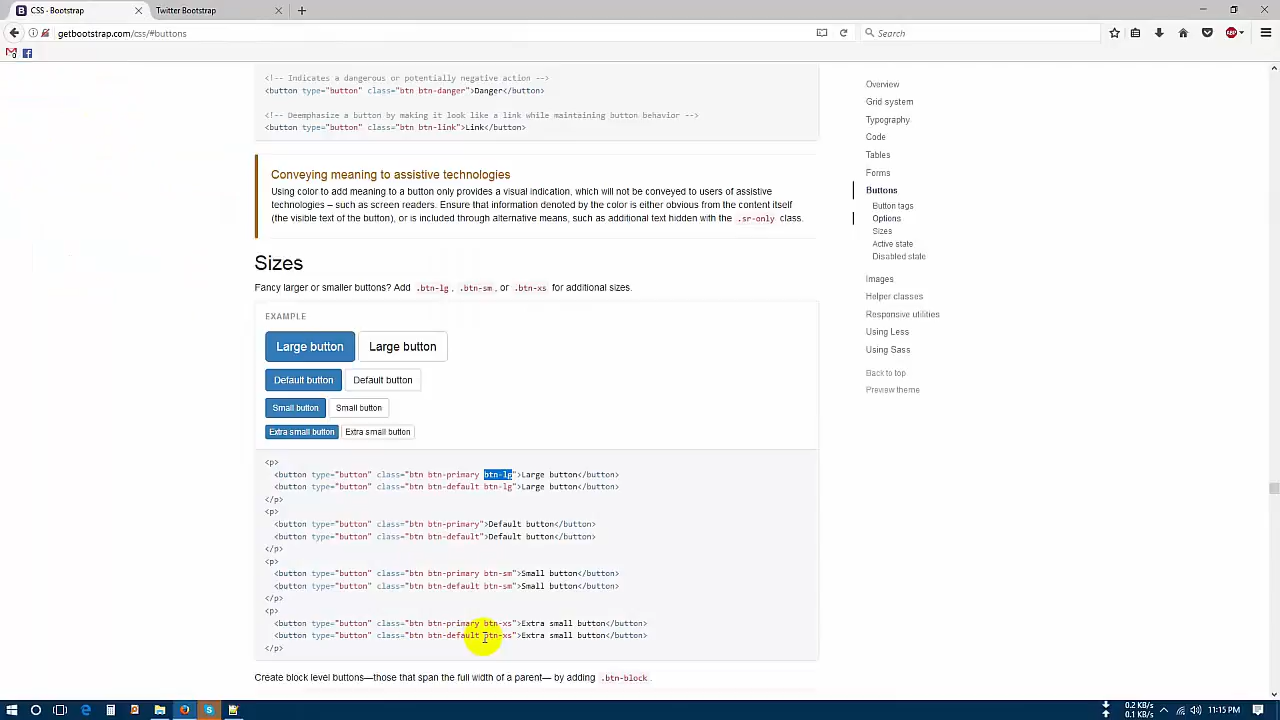 CSS · Bootstrap
Twitter Bootstrap
getbootstrap.com/css/#buttons
Search
ABP
<!-- Indicates a dangerous or potentially negative action -->
<button type="button" class="btn btn-danger">Danger</button>
<!-- Deemphasize a button by making it look like a link while maintaining button behavior -->
<button type="button" class="btn btn-link">Link</button>
Conveying meaning to assistive technologies
Using color to add meaning to a button only provides a visual indication, which will not be conveyed to users of assistive
technologies – such as screen readers. Ensure that information denoted by the color is either obvious from the content itself
(the visible text of the button), or is included through alternative means, such as additional text hidden with the .sr-only class.
Sizes
Fancy larger or smaller buttons? Add .btn-lg, .btn-sm, or .btn-xs for additional sizes.
EXAMPLE
Large button Large button
Default button Default button
Small button Small button
Extra small button Extra small button
<p>
<button type="button" class="btn btn-primary btn-lg">Large button</button>
<button type="button" class="btn btn-default btn-lg">Large button</button>
</p>
<p>
<button type="button" class="btn btn-primary">Default button</button>
<button type="button" class="btn btn-default">Default button</button>
</p>
<p>
<button type="button" class="btn btn-primary btn-sm">Small button</button>
<button type="button" class="btn btn-default btn-sm">Small button</button>
</p>
<p>
<button type="button" class="btn btn-primary btn-xs">Extra small button</button>
<button type="button" class="btn btn-default btn-xs">Extra small button</button>
</p>
Create block level buttons—those that span the full width of a parent— by adding .btn-block.
Overview
Grid system
Typography
Code
Tables
Forms
Buttons
Button tags
Options
Sizes
Active state
Disabled state
Images
Helper classes
Responsive utilities
Using Less
Using Sass
Back to top
Preview theme
0.2 KB/s
0.1 KB/s
11:15 PM